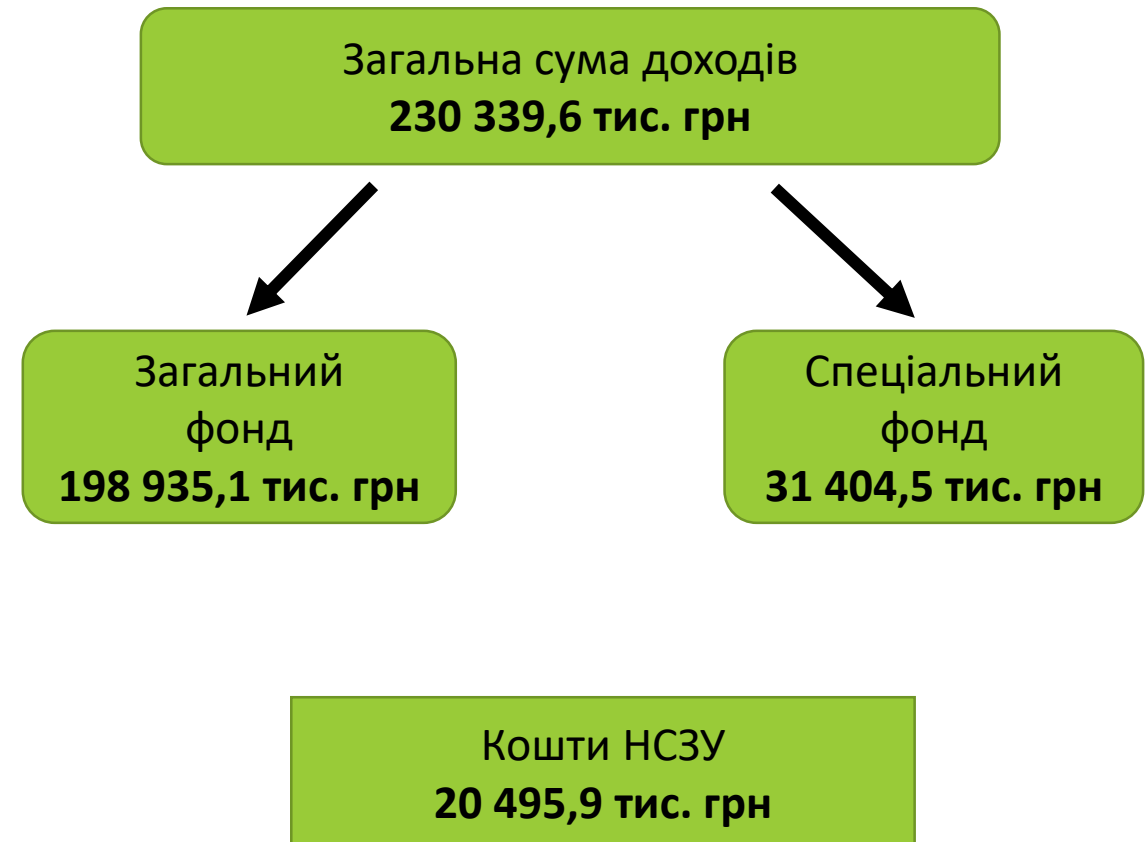 Загальна сума доходів
230 339,6 тис. грн
Загальний
фонд
198 935,1 тис. грн
Спеціальний
фонд
31 404,5 тис. грн
Кошти НСЗУ
20 495,9 тис. грн